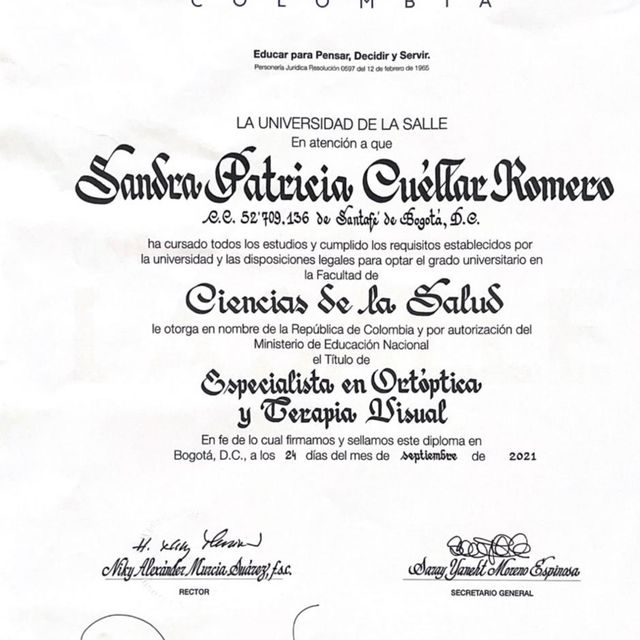 COLOMBIA
Educar para Pensar, Decidir y Servir.
Personería Jurídica Resolución 0597 del 12 de febrero de 1965
LA UNIVERSIDAD DE LA SALLE
En atención a que
Sandra Patricia Cuéllar Romero
C.C. 52'709.136 de Santafé de Bogotá, D.C.
ha cursado todos los estudios y cumplido los requisitos establecidos por
la universidad y las disposiciones legales para optar el grado universitario en
la Facultad de
Ciencias de la Salud
le otorga en nombre de la República de Colombia y por autorización del
Ministerio de Educación Nacional
el Título de
Especialista en Ortóptica
y Terapia Visual
En fe de lo cual firmamos y sellamos este diploma en
Bogotá, D.C., a los 24 días del mes de septiembre de 2021
Niky Alexánder Murcia Suárez, f.s.c. Saray Yaneht Moreno Espinosa
RECTOR SECRETARIO GENERAL